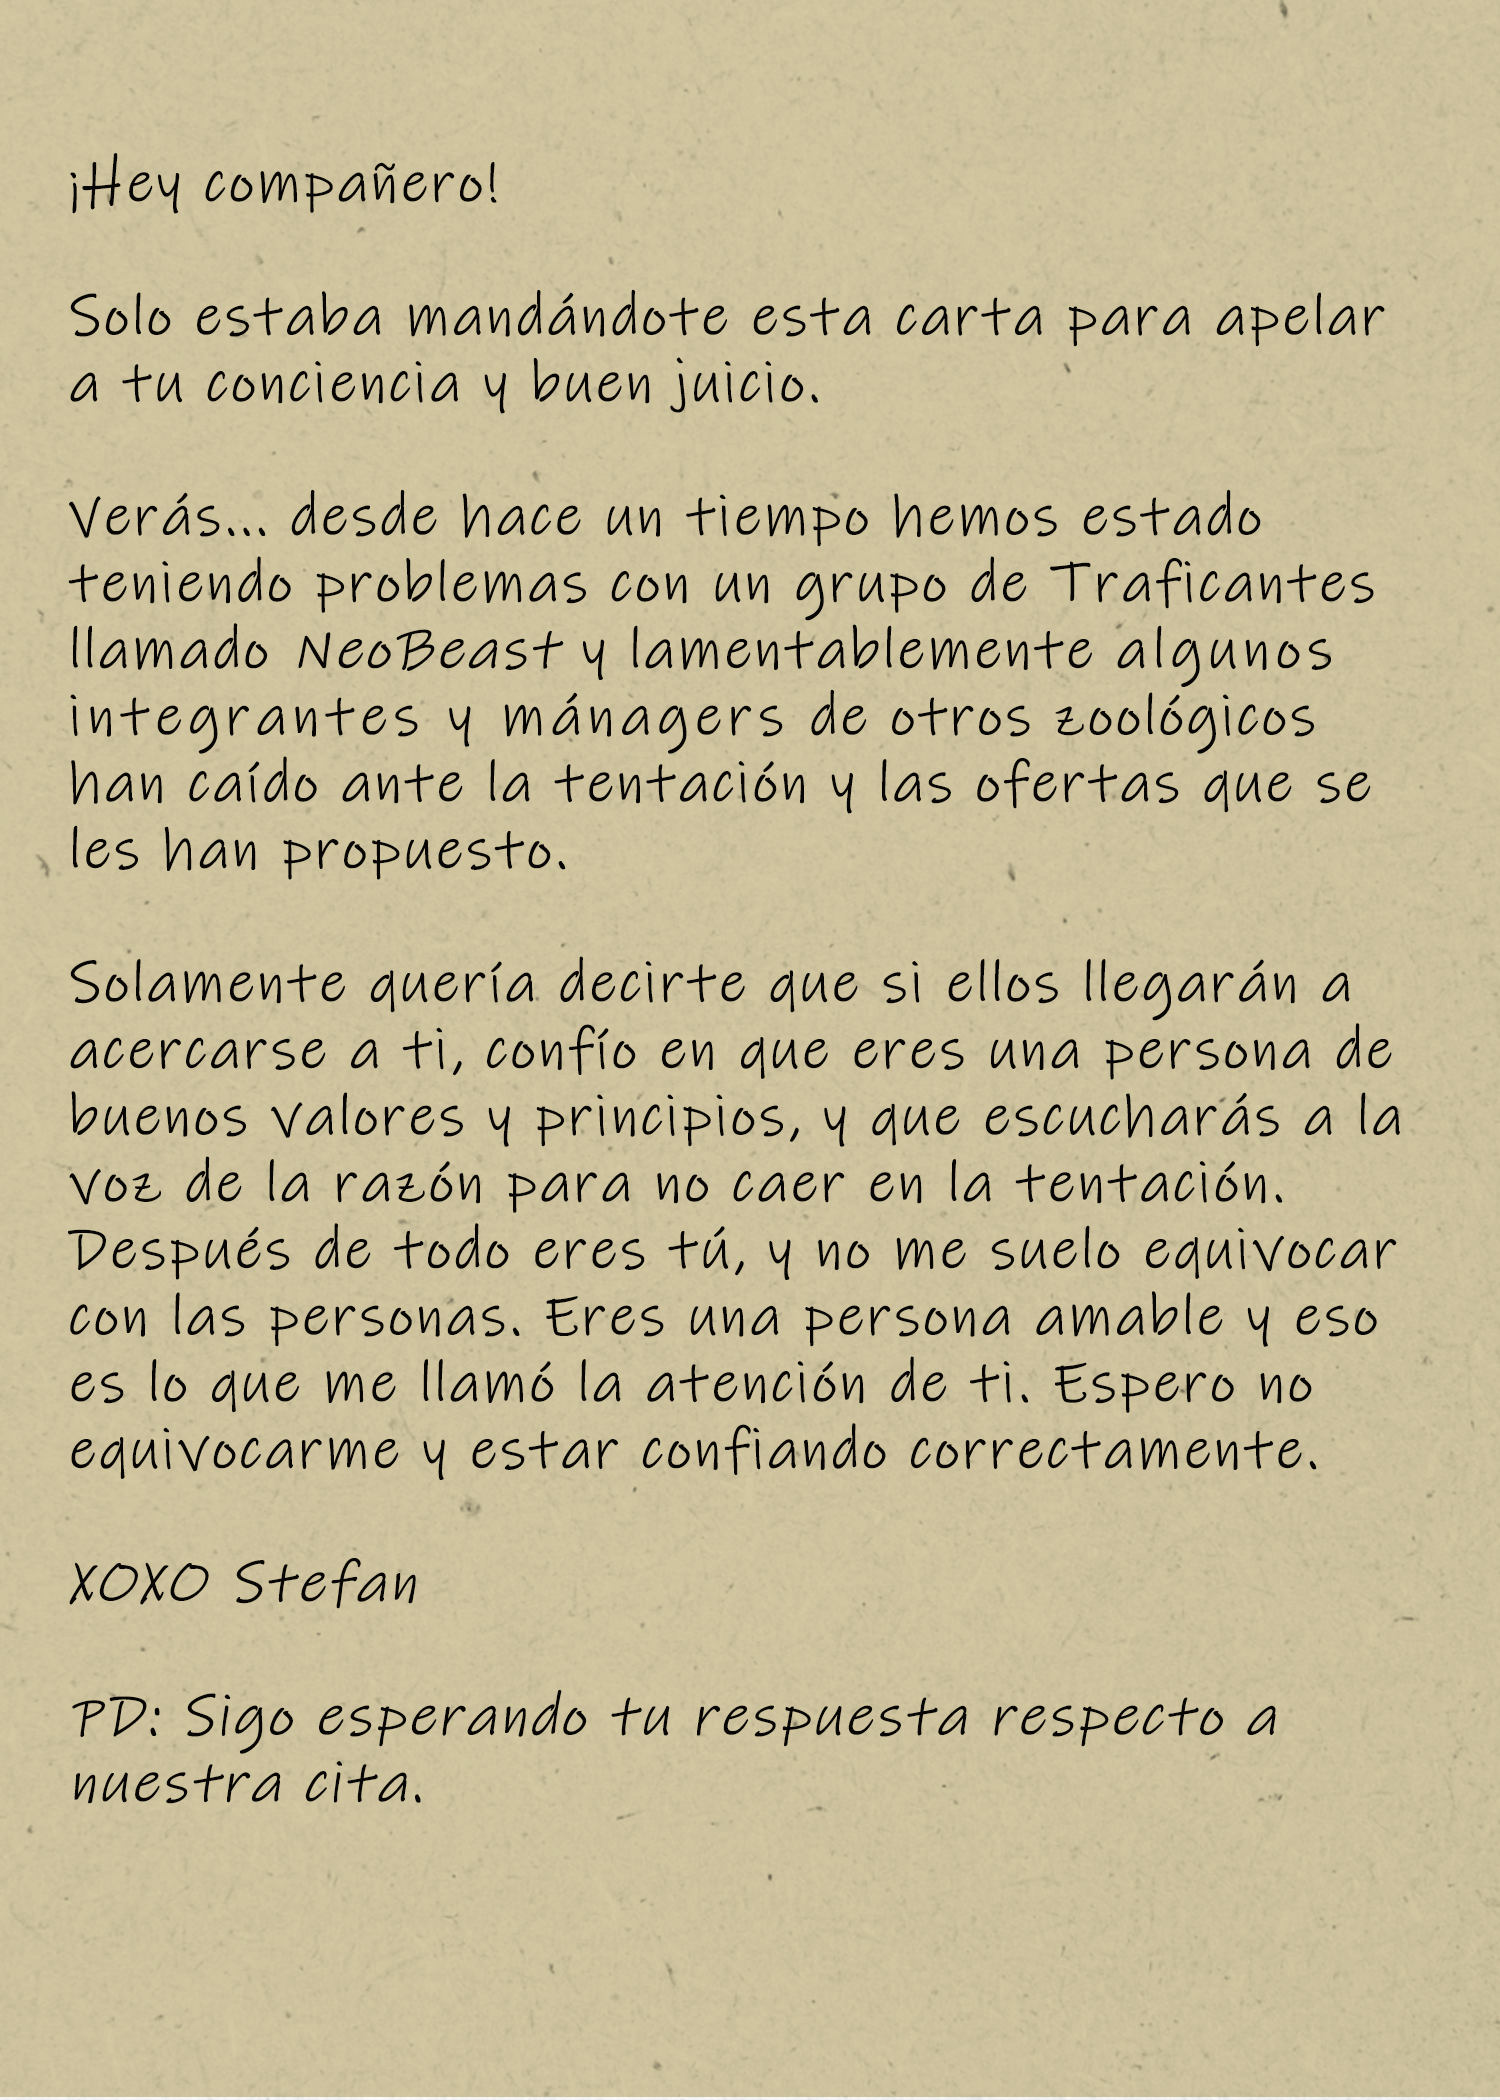 ¡Hey compañero!
Solo estaba mandándote esta carta para apelar
a tu conciencia y buen juicio.
Verás... desde hace un tiempo hemos estado
teniendo problemas con un grupo de Traficantes
llamado NeoBeast y lamentablemente algunos
integrantes y mánagers de otros zoológicos
han caído ante la tentación y las ofertas que se
les han propuesto.
Solamente quería decirte que si ellos llegarán a
acercarse a ti, confío en que eres una persona de
buenos valores y principios, y que escucharás a la
voz de la razón para no caer en la tentación.
Después de todo eres tú, y no me suelo equivocar
con las personas. Eres una persona amable y eso
es lo que me llamó la atención de ti. Espero no
equivocarme y estar confiando correctamente.
XOXO Stefan
PD: Sigo esperando tu respuesta respecto a
nuestra cita.